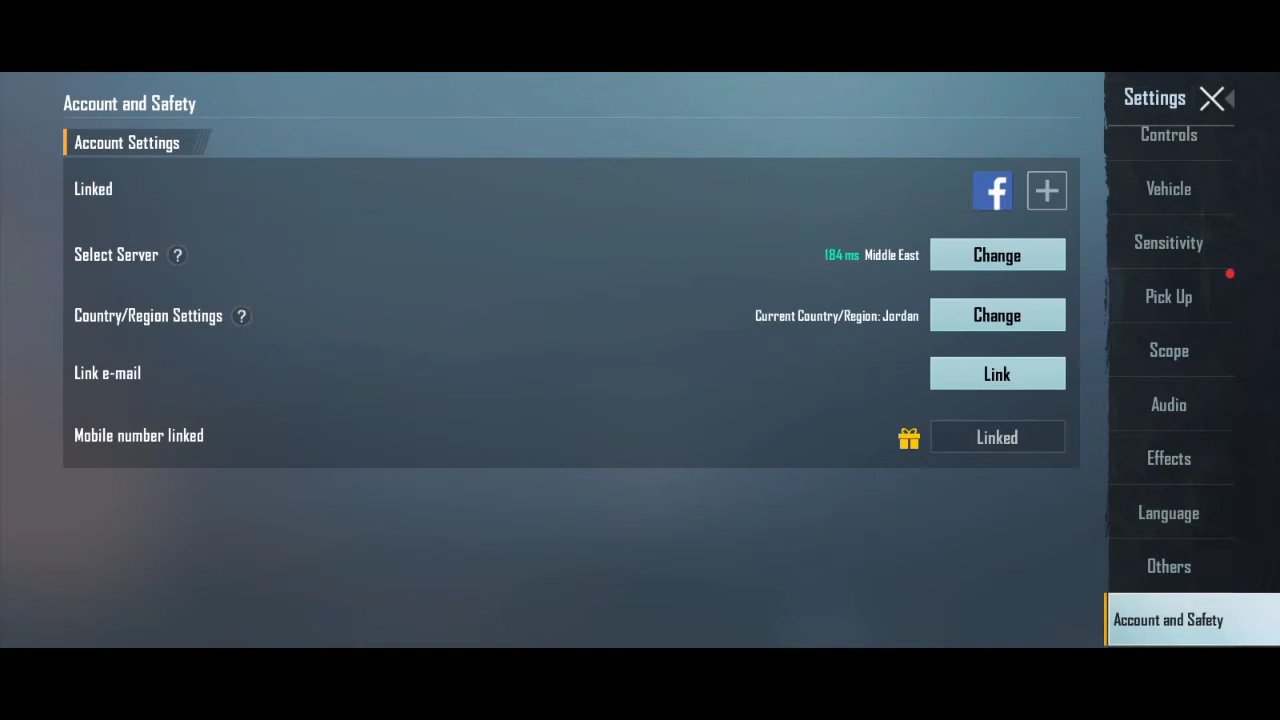 Account and Safety
Account Settings
Linked
Select Server ?
184 ms Middle East
Change
Country/Region Settings ?
Current Country/Region: Jordan
Change
Link e-mail
Link
Mobile number linked
Linked
Settings
Controls
Vehicle
Sensitivity
Pick Up
Scope
Audio
Effects
Language
Others
Account and Safety